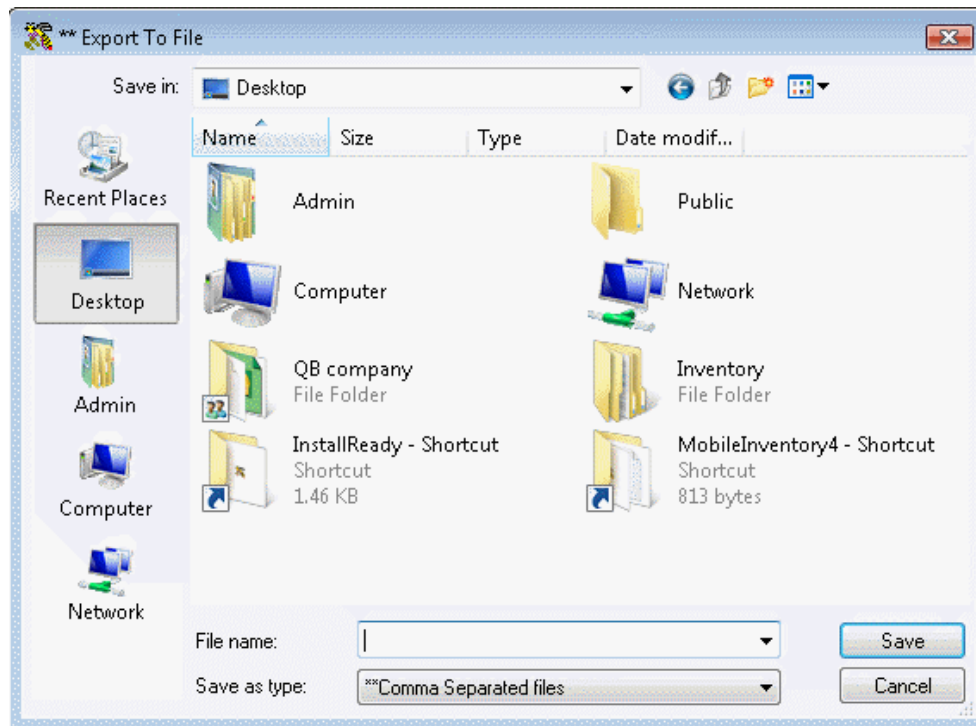 ** Export To File
Save in:
Desktop
Name Size Type Date modif...
Recent Places
Desktop
Admin
Computer
Network
Admin
Public
Computer
Network
QB company
File Folder
Inventory
File Folder
InstallReady - Shortcut
Shortcut
1.46 KB
MobileInventory4 - Shortcut
Shortcut
813 bytes
File name:
Save
Save as type:
**Comma Separated files
Cancel